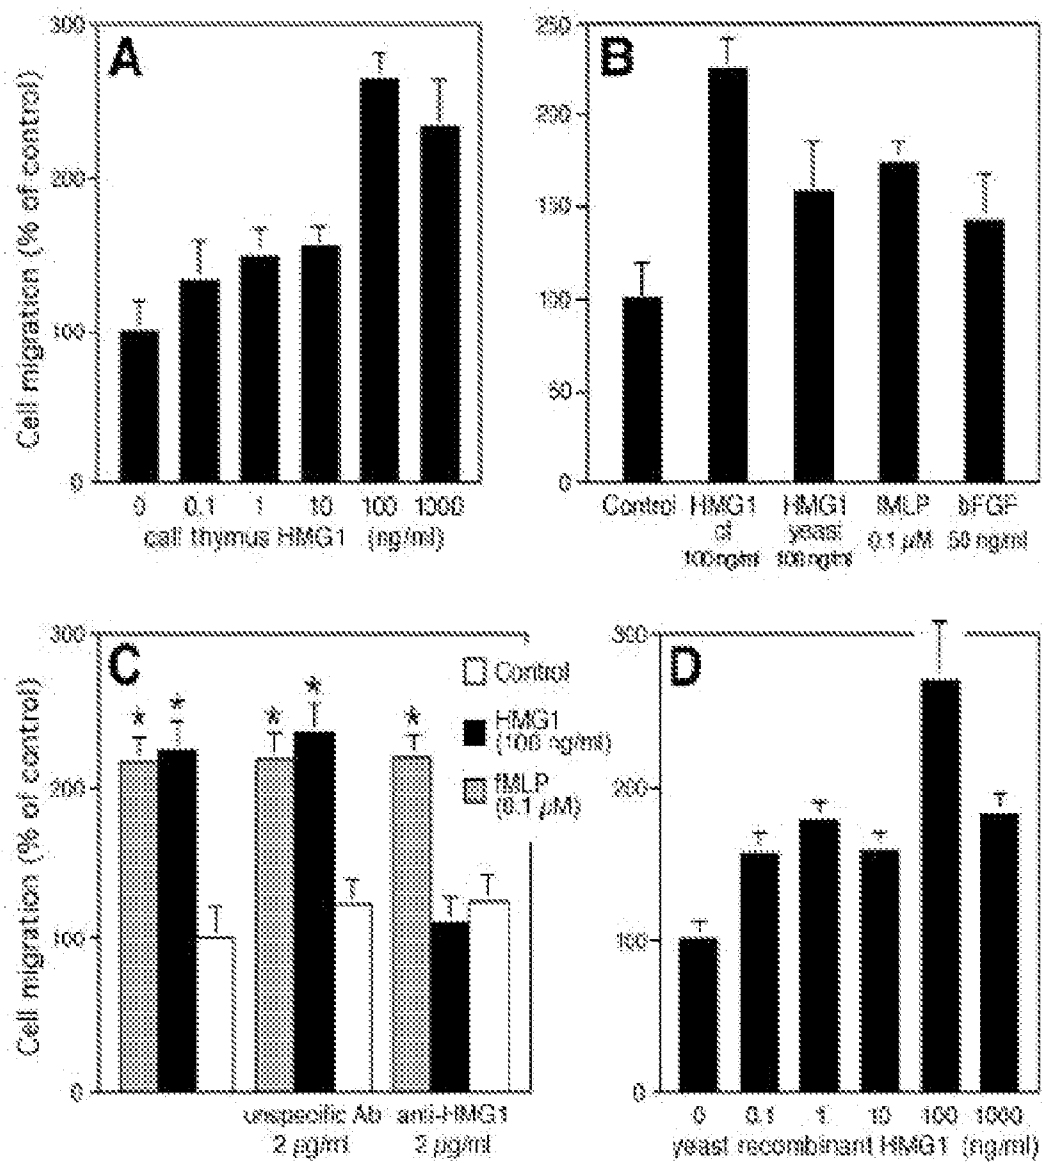 A
Cell migration (% of control)
300
200
100
0
0 0.1 1 10 100 1000
calf thymus HMG1 (ng/ml)
B
250
200
150
100
50
0
Control HMG1 HMG1 fMLP bFGF
ct yeast 0.1 µM 50 ng/ml
100 ng/ml 100 ng/ml
C
Cell migration (% of control)
300
200
100
0
* * * * *
Control
HMG1
(100 ng/ml)
fMLP
(0.1 µM)
unspecific Ab anti-HMG1
2 µg/ml 2 µg/ml
D
300
200
100
0
0 0.1 1 10 100 1000
yeast recombinant HMG1 (ng/ml)